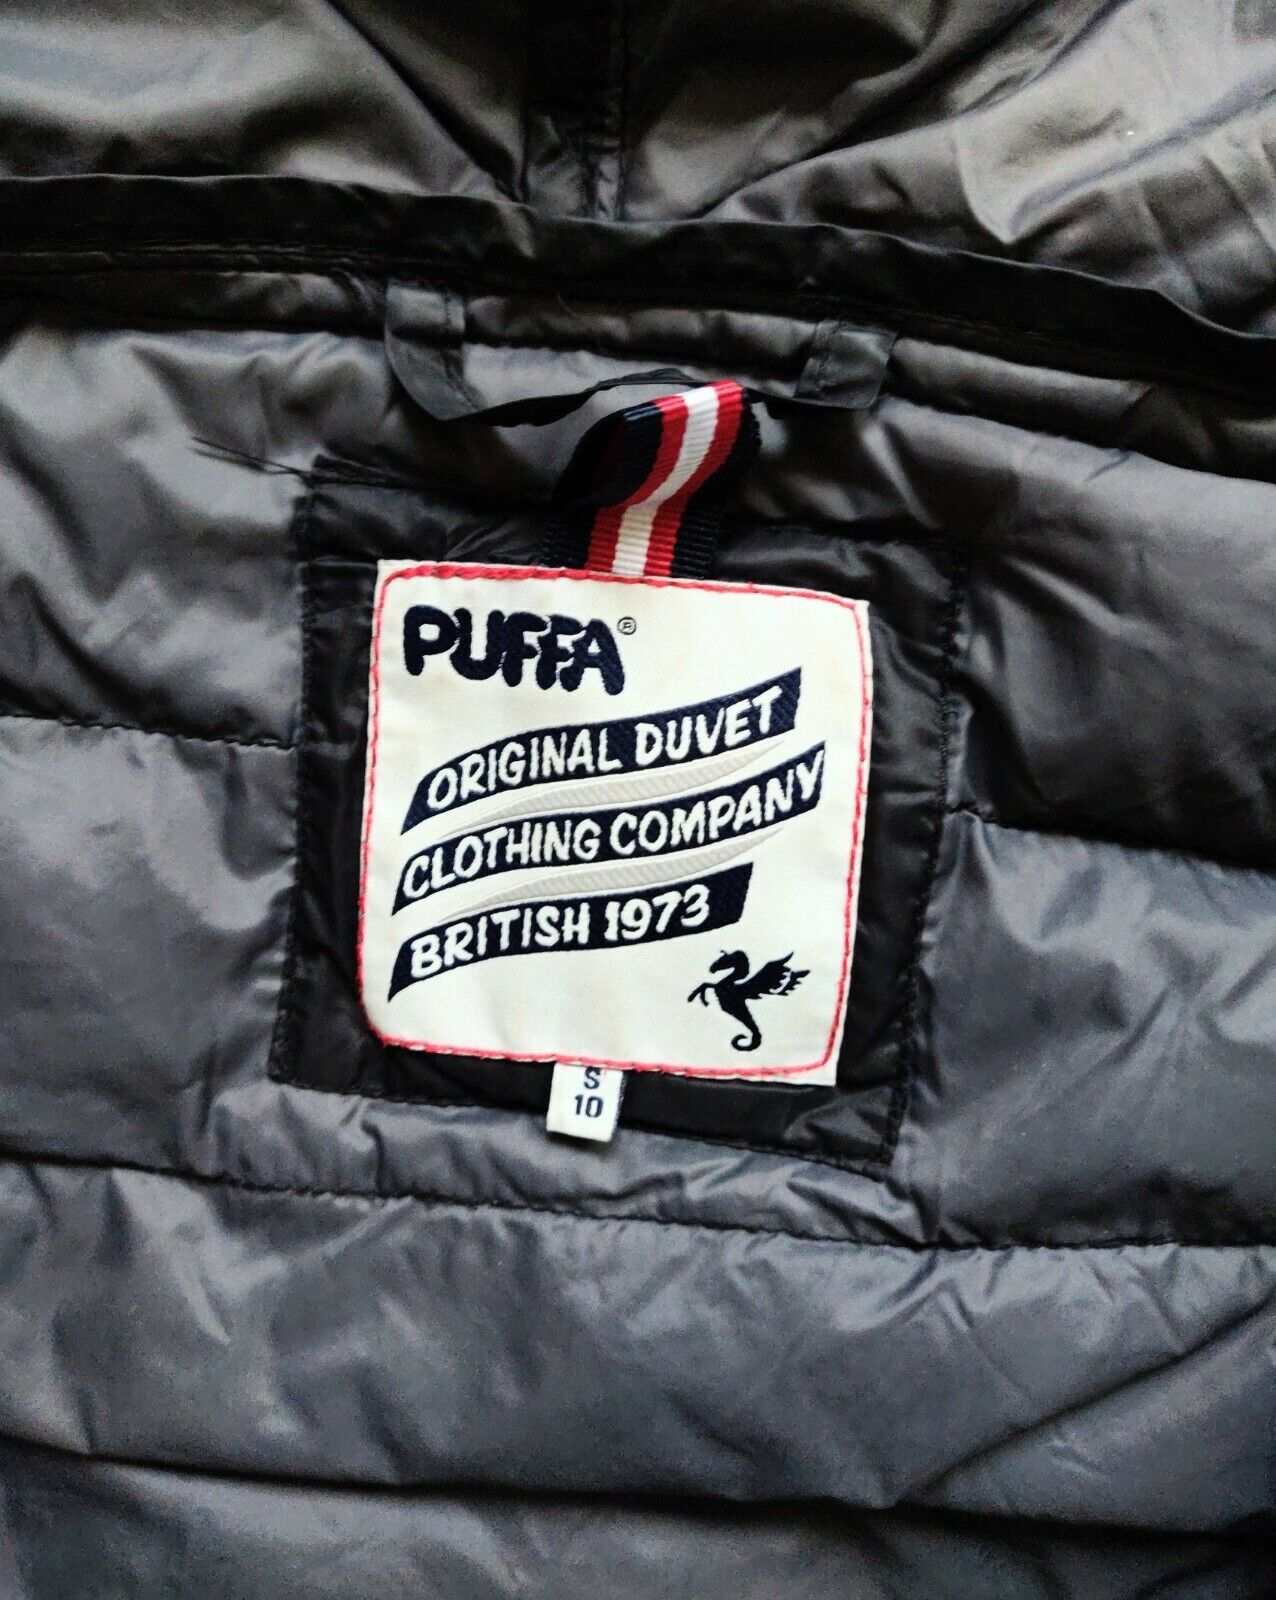 PUFFA®
ORIGINAL DUVET
CLOTHING COMPANY
BRITISH 1973
S
10